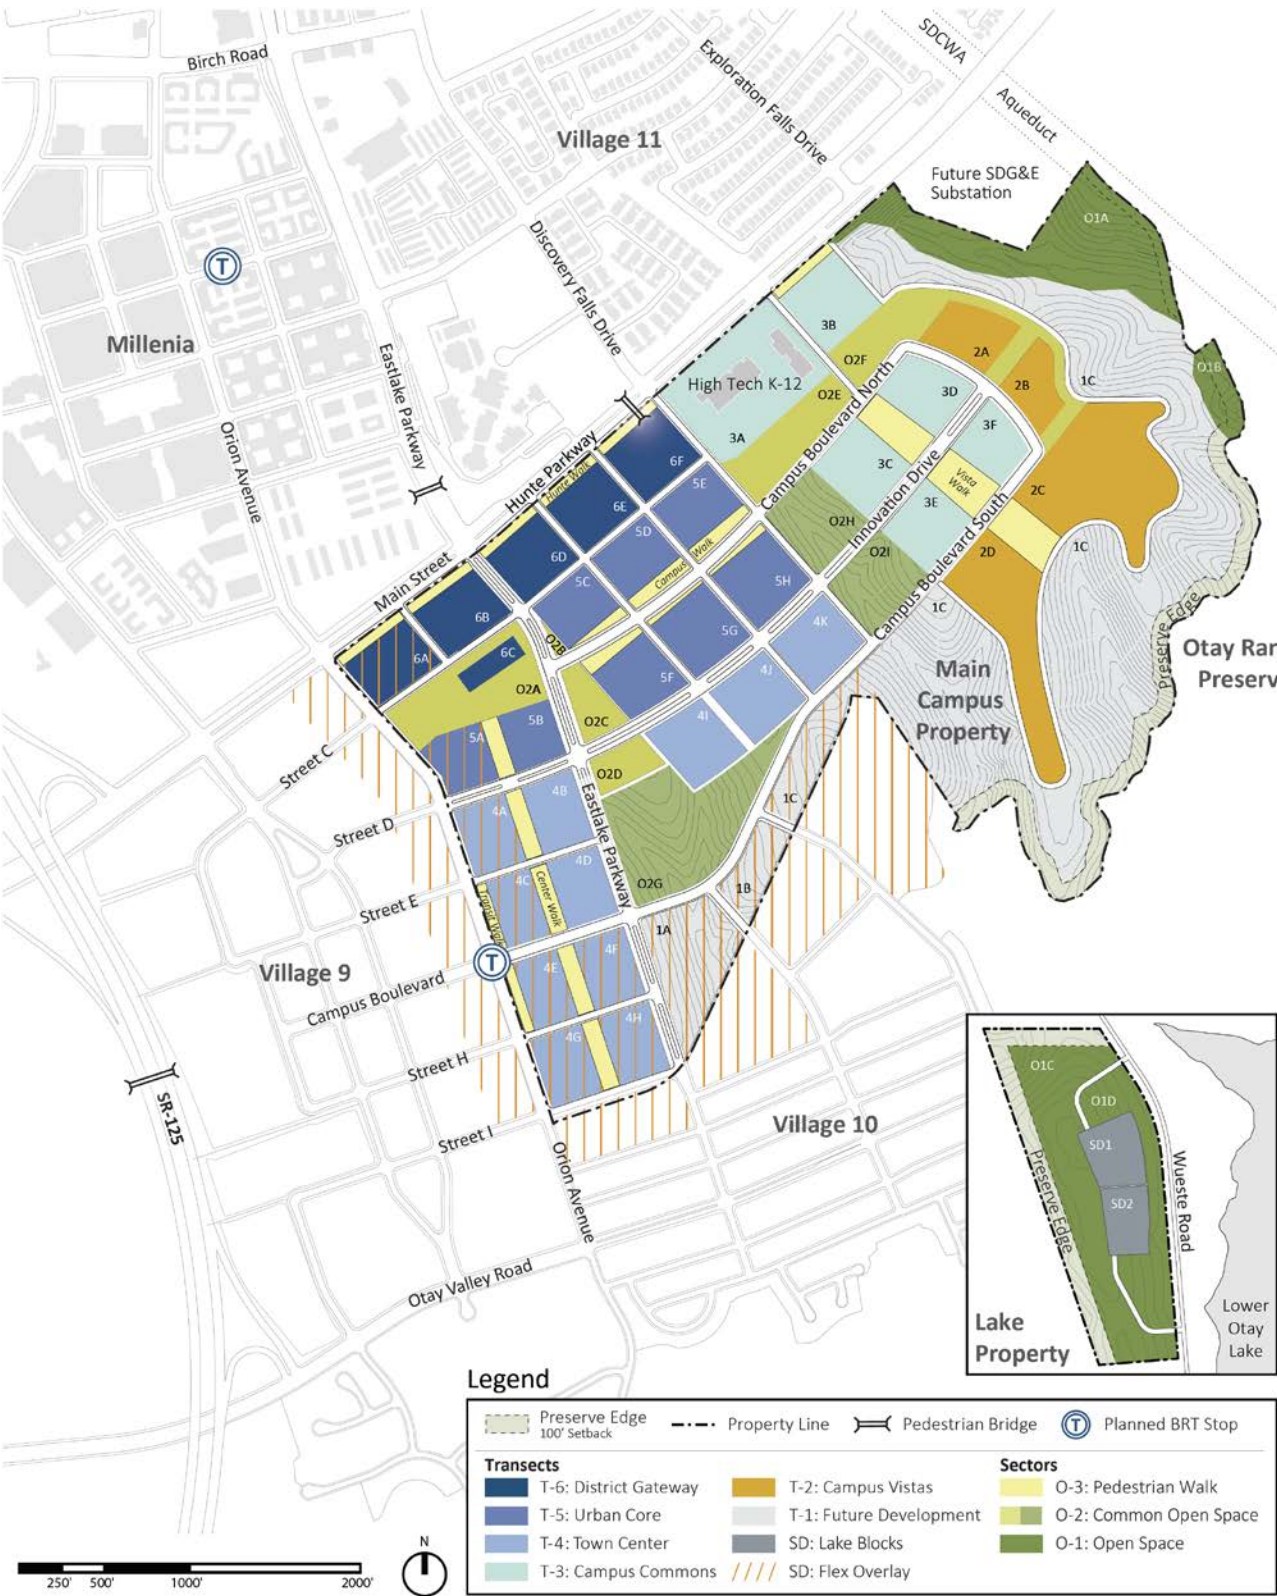 Birch Road
SDCWA
Aqueduct
Exploration Falls Drive
Village 11
Future SDG&E
Substation
O1A
Discovery Falls Drive
Millenia
Eastlake Parkway
Orion Avenue
3B
O2F
2A
O1B
1C
2B
High Tech K-12
O2E
3D
3F
3A
Campus Boulevard North
3C
Vista
Walk
Innovation Drive
2C
3E
Hunte Parkway
Hunte Walk
6F
5E
6E
5D
O2H
O2I
2D
1C
Campus Boulevard South
Main Street
6D
5C
Campus Walk
5H
1C
6B
O2B
5G
4K
Preserve Edge
6A
6C
O2A
5F
4J
Main
Campus
Property
Otay Ran
Preserv
5B
O2C
4I
5A
Street C
O2D
4B
4A
1C
Street D
Eastlake Parkway
4D
4C
Center Walk
O2G
1B
Transit Walk
Street E
1A
4F
4E
Village 9
Campus Boulevard
T
4H
4G
Street H
SR-125
Street I
Village 10
Orion Avenue
Otay Valley Road
T
O1C
O1D
SD1
SD2
Preserve Edge
Wueste Road
Lake
Property
Lower
Otay
Lake
Legend
Preserve Edge
100' Setback
Property Line
Pedestrian Bridge
T
Planned BRT Stop
Transects
Sectors
T-6: District Gateway
T-2: Campus Vistas
O-3: Pedestrian Walk
T-5: Urban Core
T-1: Future Development
O-2: Common Open Space
T-4: Town Center
SD: Lake Blocks
O-1: Open Space
T-3: Campus Commons
SD: Flex Overlay
N
250'
500'
1000'
2000'